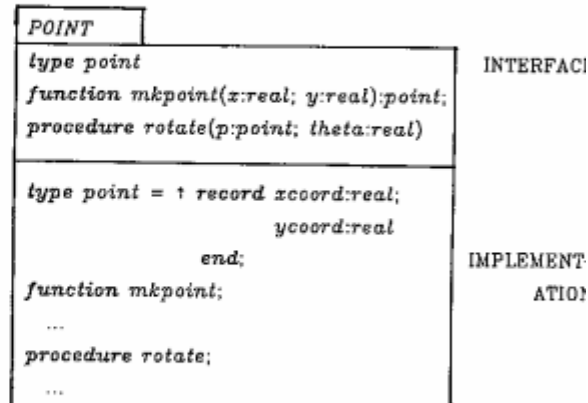 POINT
type point
INTERFAC
function mkpoint(x:real; y:real):point;
procedure rotate(p:point; theta:real)
type point = ↑ record xcoord:real;
ycoord:real
end;
IMPLEMENT-
ATION
function mkpoint;
...
procedure rotate;
...